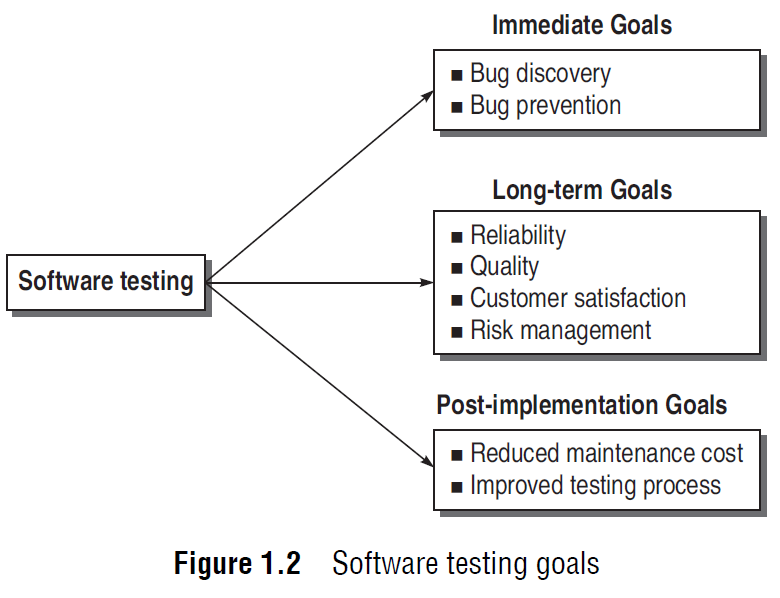 Immediate Goals
■ Bug discovery
■ Bug prevention
Long-term Goals
■ Reliability
■ Quality
■ Customer satisfaction
■ Risk management
Software testing
Post-implementation Goals
■ Reduced maintenance cost
■ Improved testing process
Figure 1.2 Software testing goals